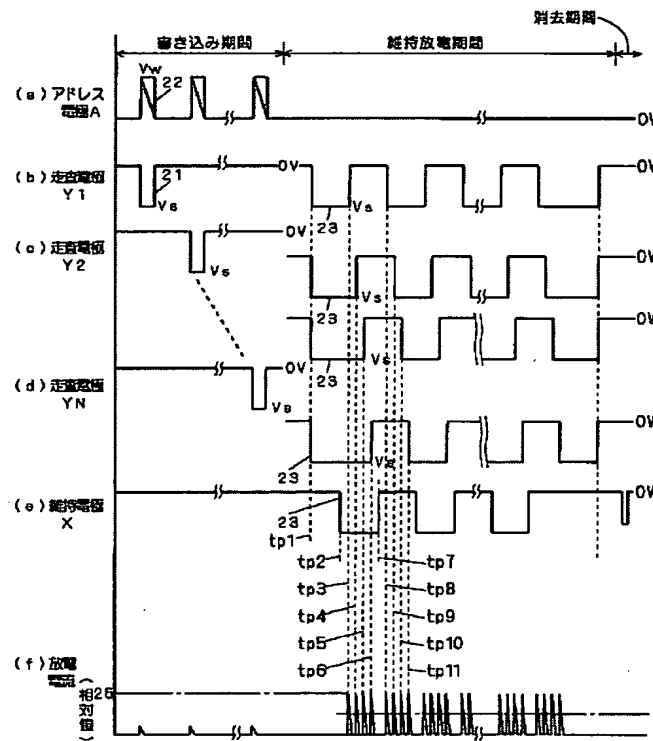 書き込み期間
維持放電期間
消去期間
(a) アドレス
電極A
Vw
22
0V
(b) 走査電極
Y1
21
Vs
0V
23
Vs
0V
(c) 走査電極
Y2
Vs
0V
23
Vs
0V
23
Vs
0V
(d) 走査電極
YN
Vs
0V
23
Vs
0V
(e) 維持電極
X
23
0V
tp1
tp2
tp3
tp4
tp5
tp6
tp7
tp8
tp9
tp10
tp11
(f) 放電
電流
(相対値)
25